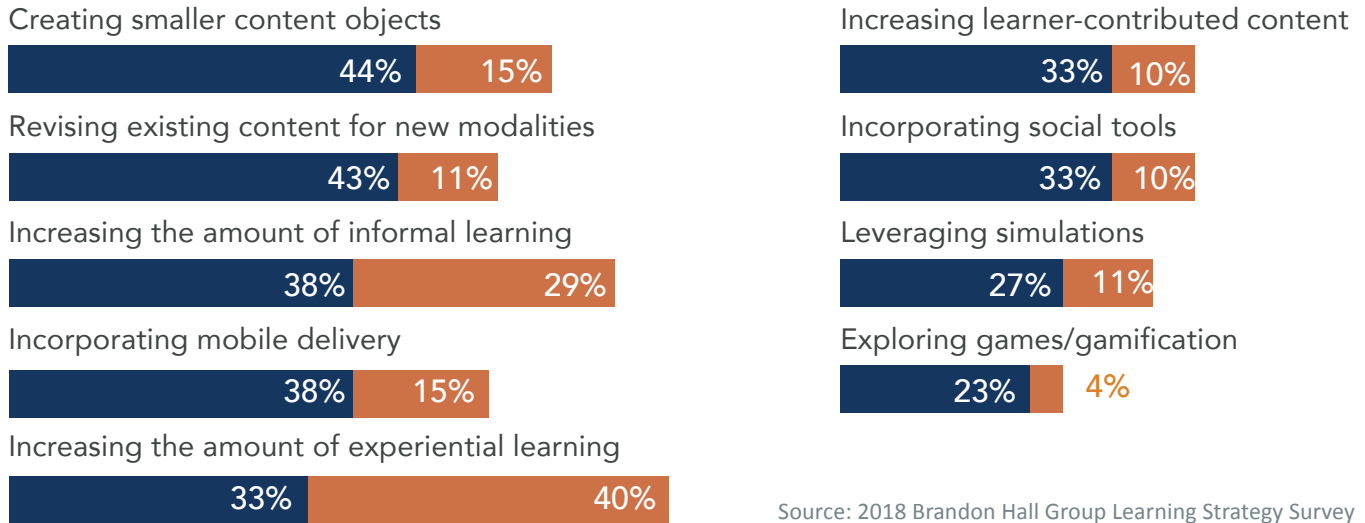 Creating smaller content objects
44% 15%
Revising existing content for new modalities
43% 11%
Increasing the amount of informal learning
38% 29%
Incorporating mobile delivery
38% 15%
Increasing the amount of experiential learning
33% 40%
Increasing learner-contributed content
33% 10%
Incorporating social tools
33% 10%
Leveraging simulations
27% 11%
Exploring games/gamification
23% 4%
Source: 2018 Brandon Hall Group Learning Strategy Survey